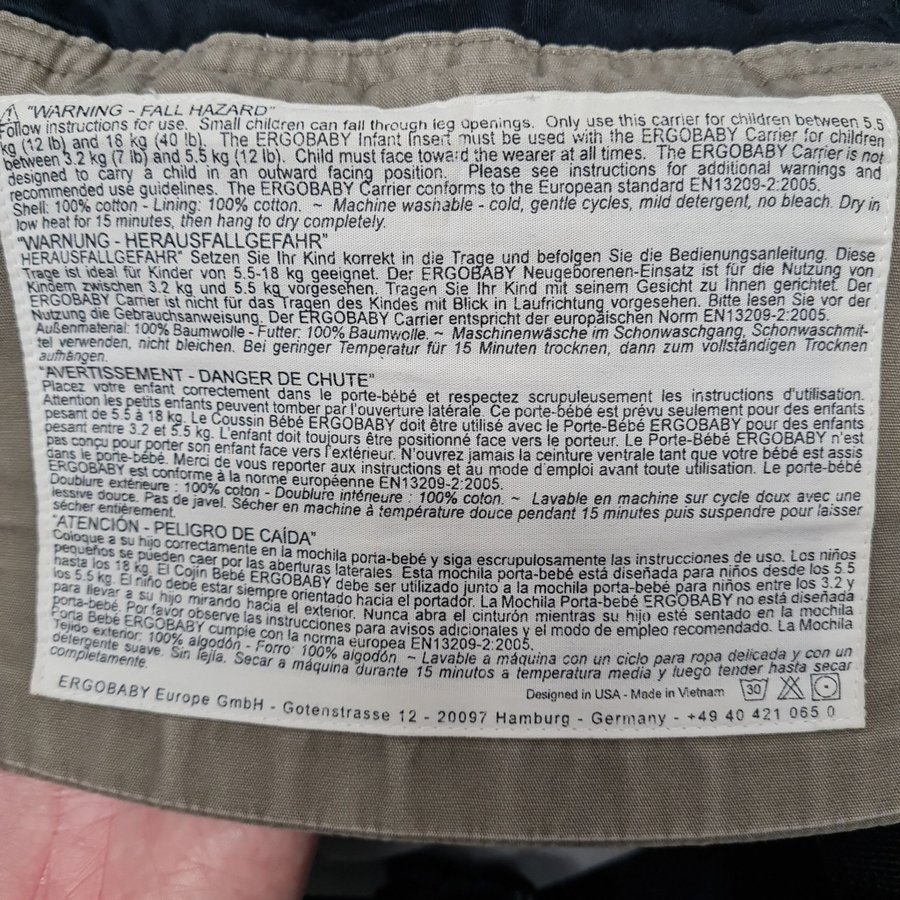 "WARNING - FALL HAZARD"
Follow instructions for use. Small children can fall through leg openings. Only use this carrier for children between 5.5
kg (12 lb) and 18 kg (40 lb). The ERGOBABY Infant Insert must be used with the ERGOBABY Carrier for children
between 3.2 kg (7 lb) and 5.5 kg (12 lb). Child must face toward the wearer at all times. The ERGOBABY Carrier is not
designed to carry a child in an outward facing position. Please see instructions for additional warnings and
recommended use guidelines. The ERGOBABY Carrier conforms to the European standard EN13209-2:2005.
Shell: 100% cotton - Lining: 100% cotton. ~ Machine washable - cold, gentle cycles, mild detergent, no bleach. Dry in
low heat for 15 minutes, then hang to dry completely.
"WARNUNG - HERAUSFALLGEFAHR"
HERAUSFALLGEFAHR" Setzen Sie Ihr Kind korrekt in die Trage und befolgen Sie die Bedienungsanleitung. Diese
Trage ist ideal für Kinder von 5.5-18 kg geeignet. Der ERGOBABY Neugeborenen-Einsatz ist für die Nutzung von
Kindern zwischen 3.2 kg und 5.5 kg vorgesehen. Tragen Sie Ihr Kind mit seinem Gesicht zu Ihnen gerichtet. Der
ERGOBABY Carrier ist nicht für das Tragen des Kindes mit Blick in Laufrichtung vorgesehen. Bitte lesen Sie vor der
Nutzung die Gebrauchsanweisung. Der ERGOBABY Carrier entspricht der europäischen Norm EN13209-2:2005.
Außenmaterial: 100% Baumwolle - Futter: 100% Baumwolle. ~ Maschinenwäsche im Schonwaschgang, Schonwaschmit-
tel verwenden, nicht bleichen. Bei geringer Temperatur für 15 Minuten trocknen, dann zum vollständigen Trocknen
aufhängen.
"AVERTISSEMENT - DANGER DE CHUTE"
Placez votre enfant correctement dans le porte-bébé et respectez scrupuleusement les instructions d'utilisation.
Attention les petits enfants peuvent tomber par l'ouverture latérale. Ce porte-bébé est prévu seulement pour des enfants
pesant de 5.5 à 18 kg. Le Coussin Bébé ERGOBABY doit être utilisé avec le Porte-Bébé ERGOBABY pour des enfants
pesant entre 3.2 et 5.5 kg. L'enfant doit toujours être positionné face vers le porteur. Le Porte-Bébé ERGOBABY n'est
pas conçu pour porter son enfant face vers l'extérieur. N'ouvrez jamais la ceinture ventrale tant que votre bébé est assis
dans le porte-bébé. Merci de vous reporter aux instructions et au mode d'emploi avant toute utilisation. Le porte-bébé
ERGOBABY est conforme à la norme européenne EN13209-2:2005.
Doublure extérieure : 100% coton - Doublure intérieure : 100% coton. ~ Lavable en machine sur cycle doux avec une
lessive douce. Pas de javel. Sécher en machine à température douce pendant 15 minutes puis suspendre pour laisser
sécher entièrement.
"ATENCIÓN - PELIGRO DE CAÍDA"
Coloque a su hijo correctamente en la mochila porta-bebé y siga escrupulosamente las instrucciones de uso. Los niños
pequeños se pueden caer por las aberturas laterales. Esta mochila porta-bebé está diseñada para niños desde los 5.5
hasta los 18 kg. El Cojín Bebé ERGOBABY debe ser utilizado junto a la mochila porta-bebé para niños entre los 3.2 y
los 5.5 kg. El niño debe estar siempre orientado hacia el portador. La Mochila Porta-bebé ERGOBABY no está diseñada
para llevar a su hijo mirando hacia el exterior. Nunca abra el cinturón mientras su hijo esté sentado en la mochila
porta-bebé. Por favor observe las instrucciones para avisos adicionales y el modo de empleo recomendado. La Mochila
Porta Bebé ERGOBABY cumple con la norma europea EN13209-2:2005.
Tejido exterior: 100% algodón - Forro: 100% algodón ~ Lavable a máquina con un ciclo para ropa delicada y con un
detergente suave. Sin lejía. Secar a máquina durante 15 minutos a temperatura media y luego tender hasta secar
completamente.
Designed in USA - Made in Vietnam 30
ERGOBABY Europe GmbH - Gotenstrasse 12 - 20097 Hamburg - Germany - +49 40 421 065 0